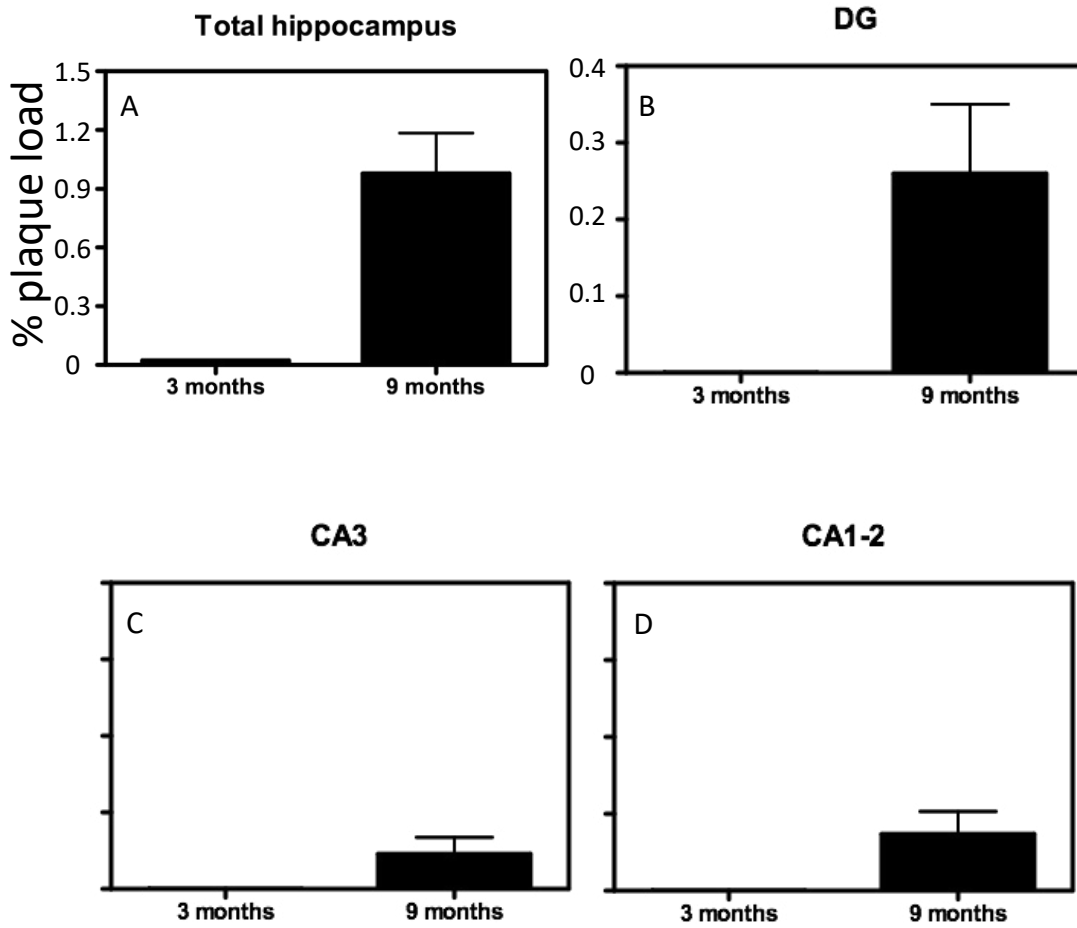 Total hippocampus
A
% plaque load
1.5
1.2
0.9
0.6
0.3
0
3 months
9 months
DG
B
0.4
0.3
0.2
0.1
0
3 months
9 months
CA3
C
3 months
9 months
CA1-2
D
3 months
9 months